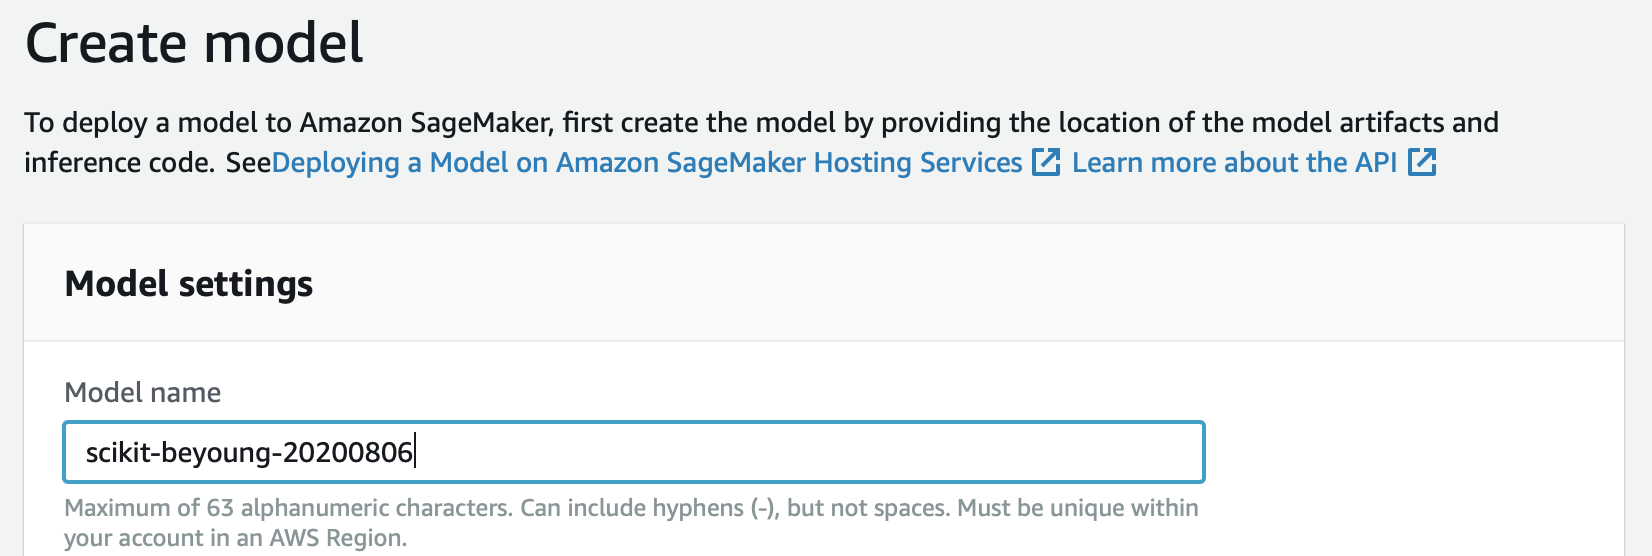 Create model
To deploy a model to Amazon SageMaker, first create the model by providing the location of the model artifacts and
inference code. SeeDeploying a Model on Amazon SageMaker Hosting Services Learn more about the API
Model settings
Model name
scikit-beyoung-20200806
Maximum of 63 alphanumeric characters. Can include hyphens (-), but not spaces. Must be unique within
your account in an AWS Region.